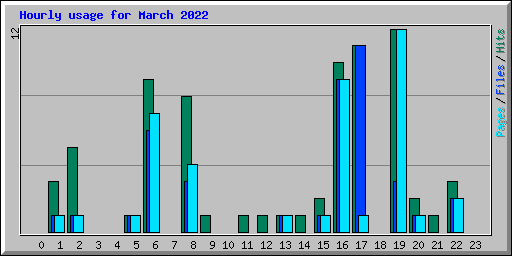 Hourly usage for March 2022
12
Pages / Files / Hits
0 1 2 3 4 5 6 7 8 9 10 11 12 13 14 15 16 17 18 19 20 21 22 23